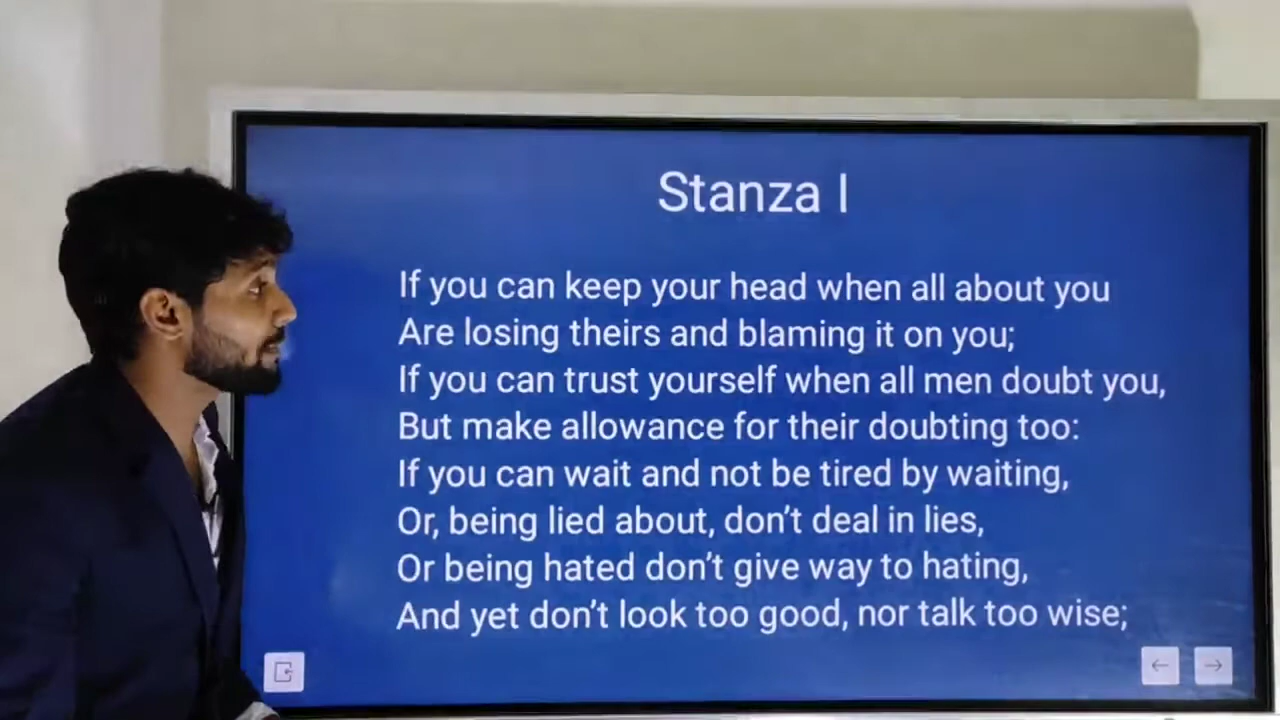 Stanza I
If you can keep your head when all about you
Are losing theirs and blaming it on you;
If you can trust yourself when all men doubt you,
But make allowance for their doubting too:
If you can wait and not be tired by waiting,
Or, being lied about, don’t deal in lies,
Or being hated don’t give way to hating,
And yet don’t look too good, nor talk too wise;